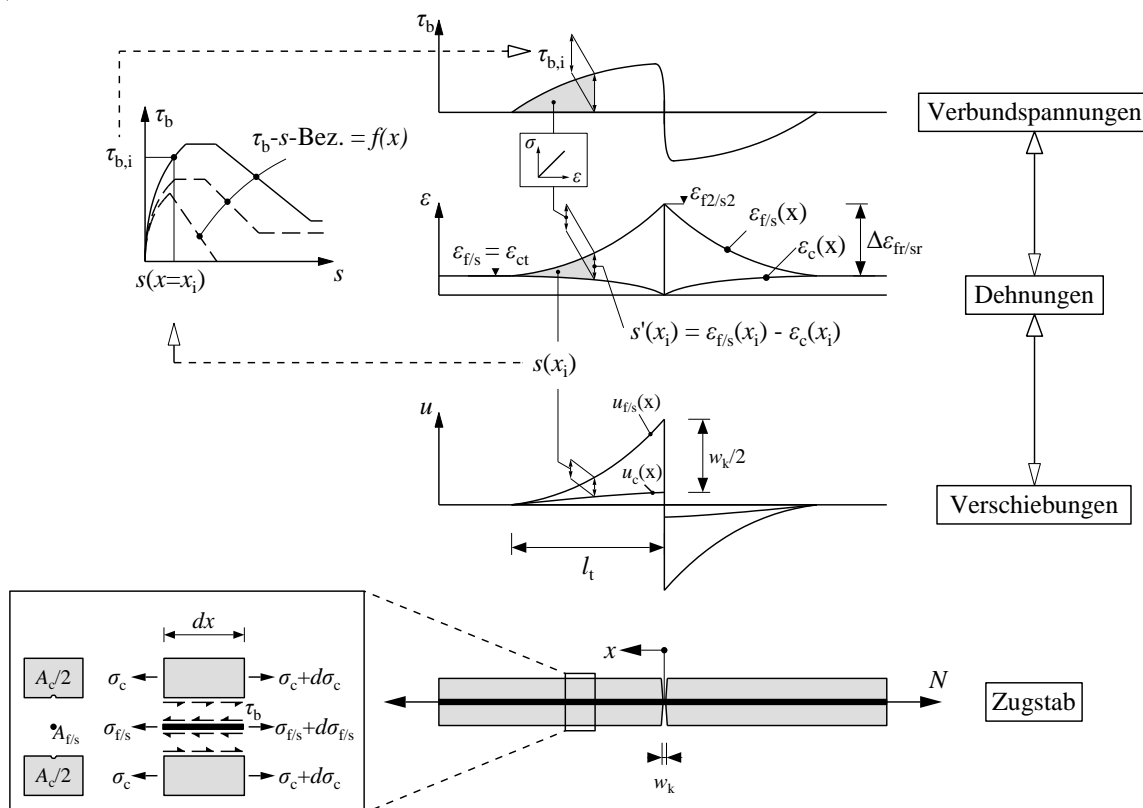 τb
τb,i
Verbundspannungen
τb
τb,i
τb-s-Bez. = f(x)
σ
ε
s
s(x=xi)
ε
εf/s = εct
εf2/s2
εf/s(x)
εc(x)
Δεfr/sr
Dehnungen
s'(xi) = εf/s(xi) - εc(xi)
s(xi)
u
uf/s(x)
uc(x)
wk/2
Verschiebungen
lt
dx
Ac/2
σc
σc+dσc
τb
Af/s
σf/s
σf/s+dσf/s
Ac/2
σc
σc+dσc
x
N
Zugstab
wk